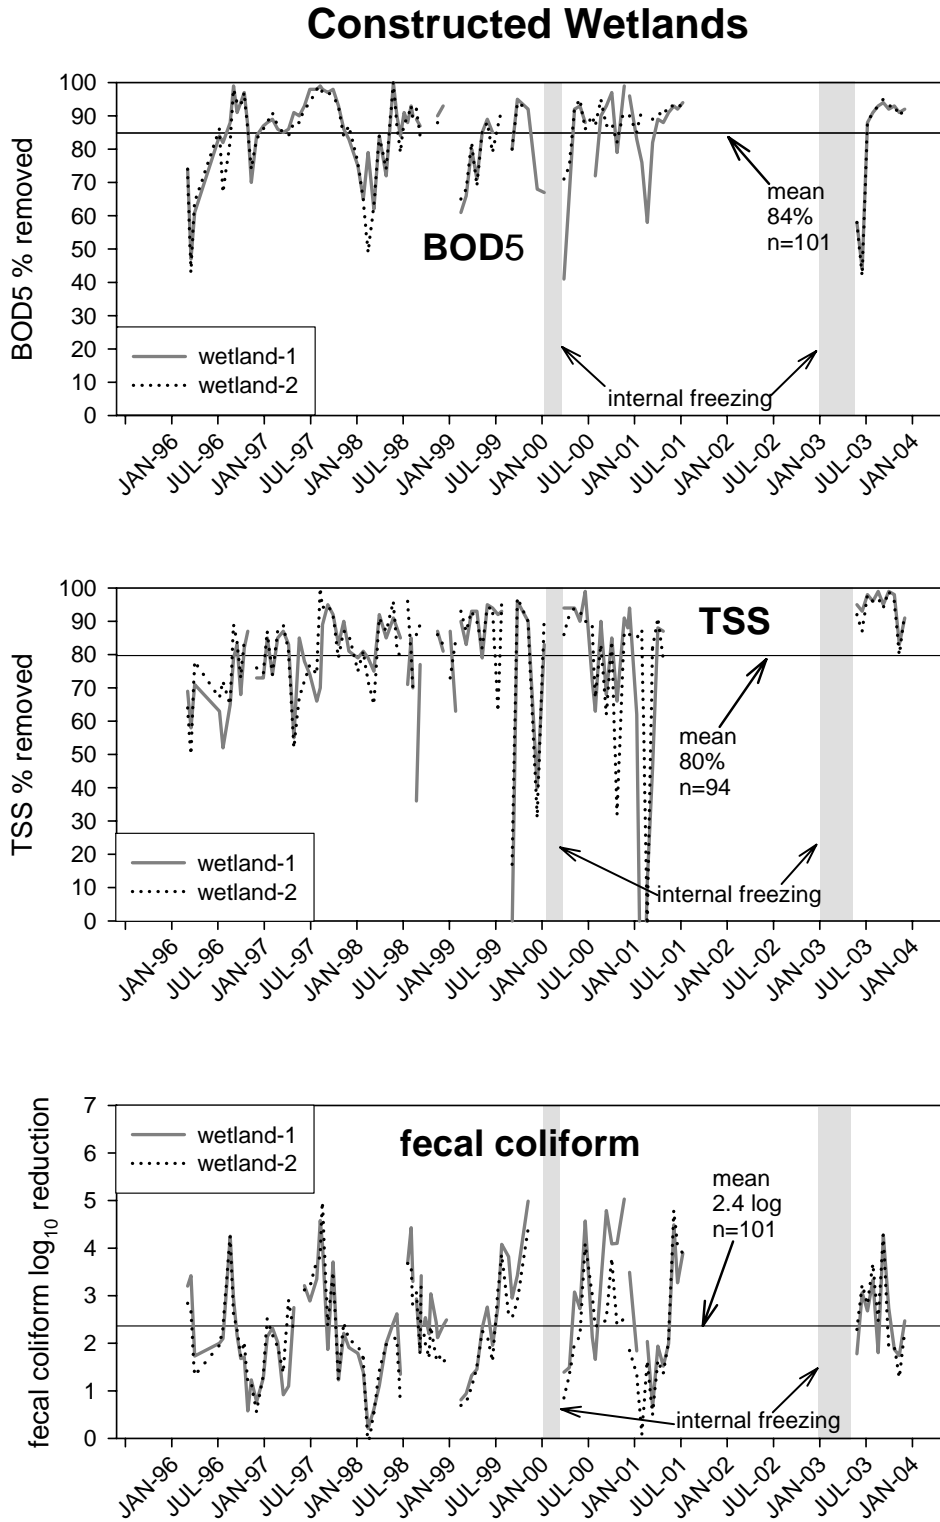 Constructed Wetlands
BOD5 % removed
100
90
80
70
60
50
40
30
20
10
0
BOD5
mean
84%
n=101
wetland-1
wetland-2
internal freezing
JAN-96
JUL-96
JAN-97
JUL-97
JAN-98
JUL-98
JAN-99
JUL-99
JAN-00
JUL-00
JAN-01
JUL-01
JAN-02
JUL-02
JAN-03
JUL-03
JAN-04
TSS % removed
100
90
80
70
60
50
40
30
20
10
0
TSS
mean
80%
n=94
wetland-1
wetland-2
internal freezing
JAN-96
JUL-96
JAN-97
JUL-97
JAN-98
JUL-98
JAN-99
JUL-99
JAN-00
JUL-00
JAN-01
JUL-01
JAN-02
JUL-02
JAN-03
JUL-03
JAN-04
fecal coliform log10 reduction
7
6
5
4
3
2
1
0
wetland-1
wetland-2
fecal coliform
mean
2.4 log
n=101
internal freezing
JAN-96
JUL-96
JAN-97
JUL-97
JAN-98
JUL-98
JAN-99
JUL-99
JAN-00
JUL-00
JAN-01
JUL-01
JAN-02
JUL-02
JAN-03
JUL-03
JAN-04